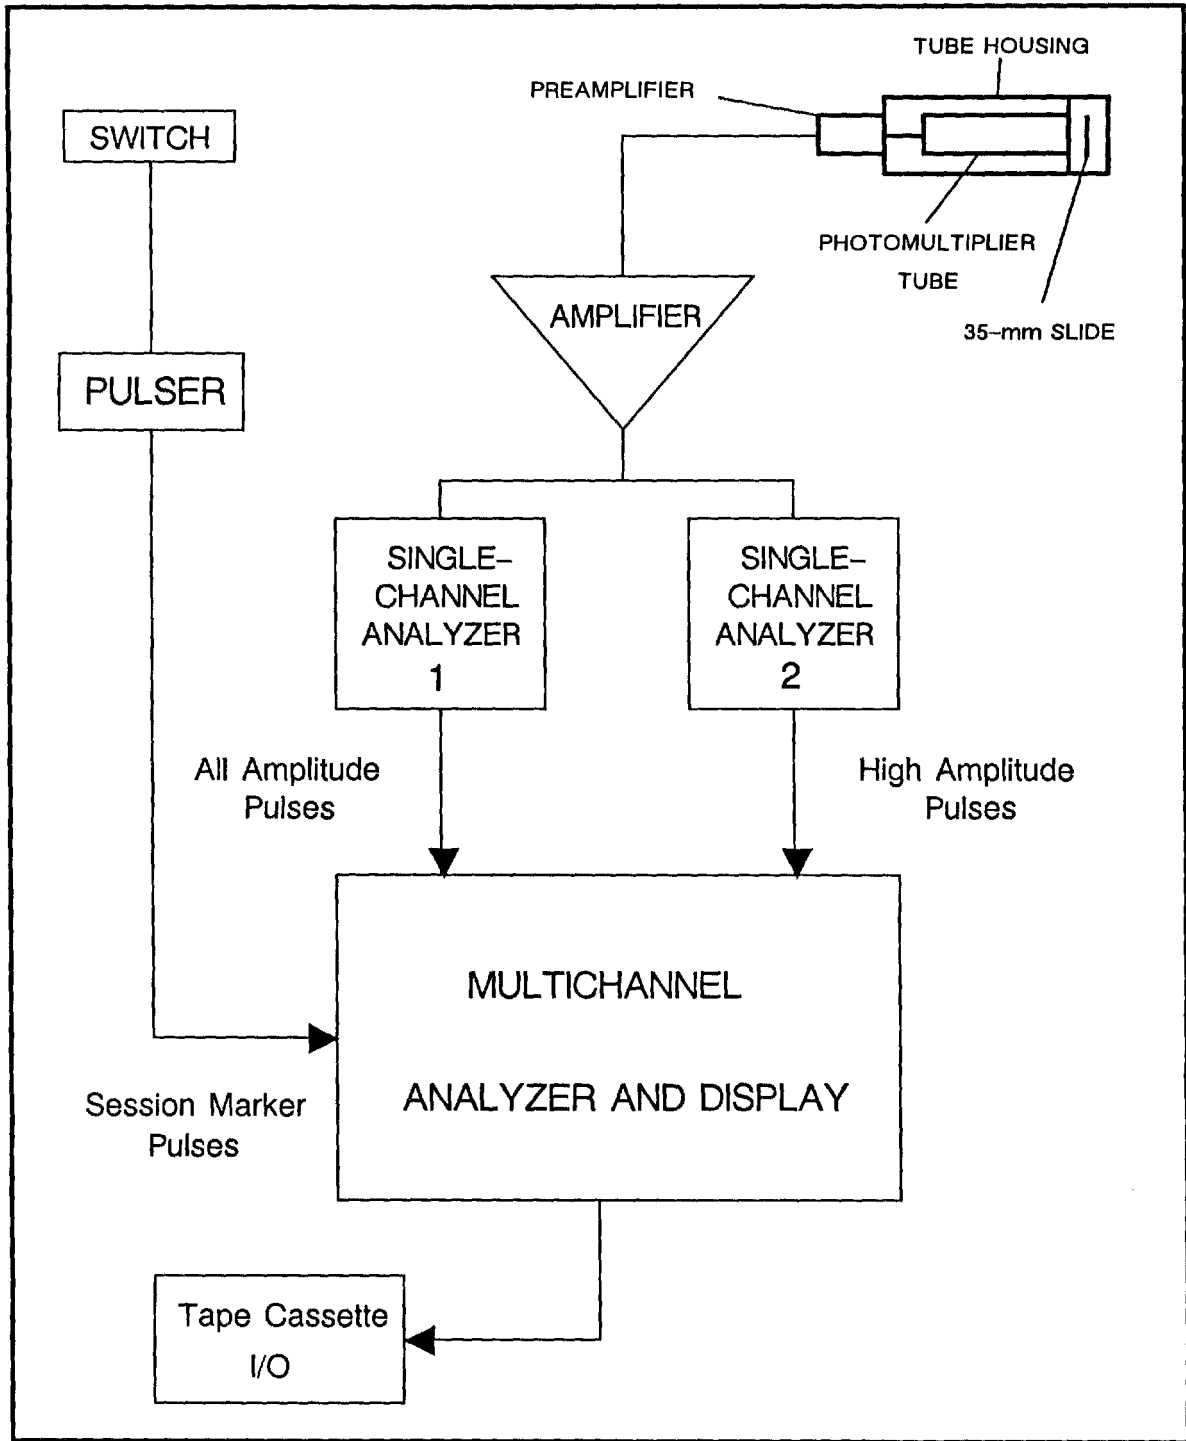 TUBE HOUSING
PREAMPLIFIER
SWITCH
PHOTOMULTIPLIER
TUBE
35-mm SLIDE
AMPLIFIER
PULSER
SINGLE-
CHANNEL
ANALYZER
1
SINGLE-
CHANNEL
ANALYZER
2
All Amplitude
Pulses
High Amplitude
Pulses
MULTICHANNEL
ANALYZER AND DISPLAY
Session Marker
Pulses
Tape Cassette
I/O